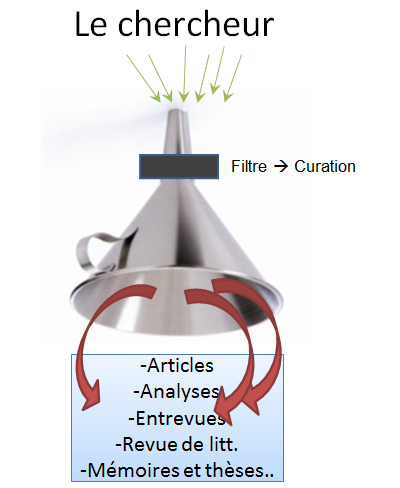 Le chercheur
Filtre → Curation
-Articles
-Analyses
-Entrevues
-Revue de litt.
-Mémoires et thèses..